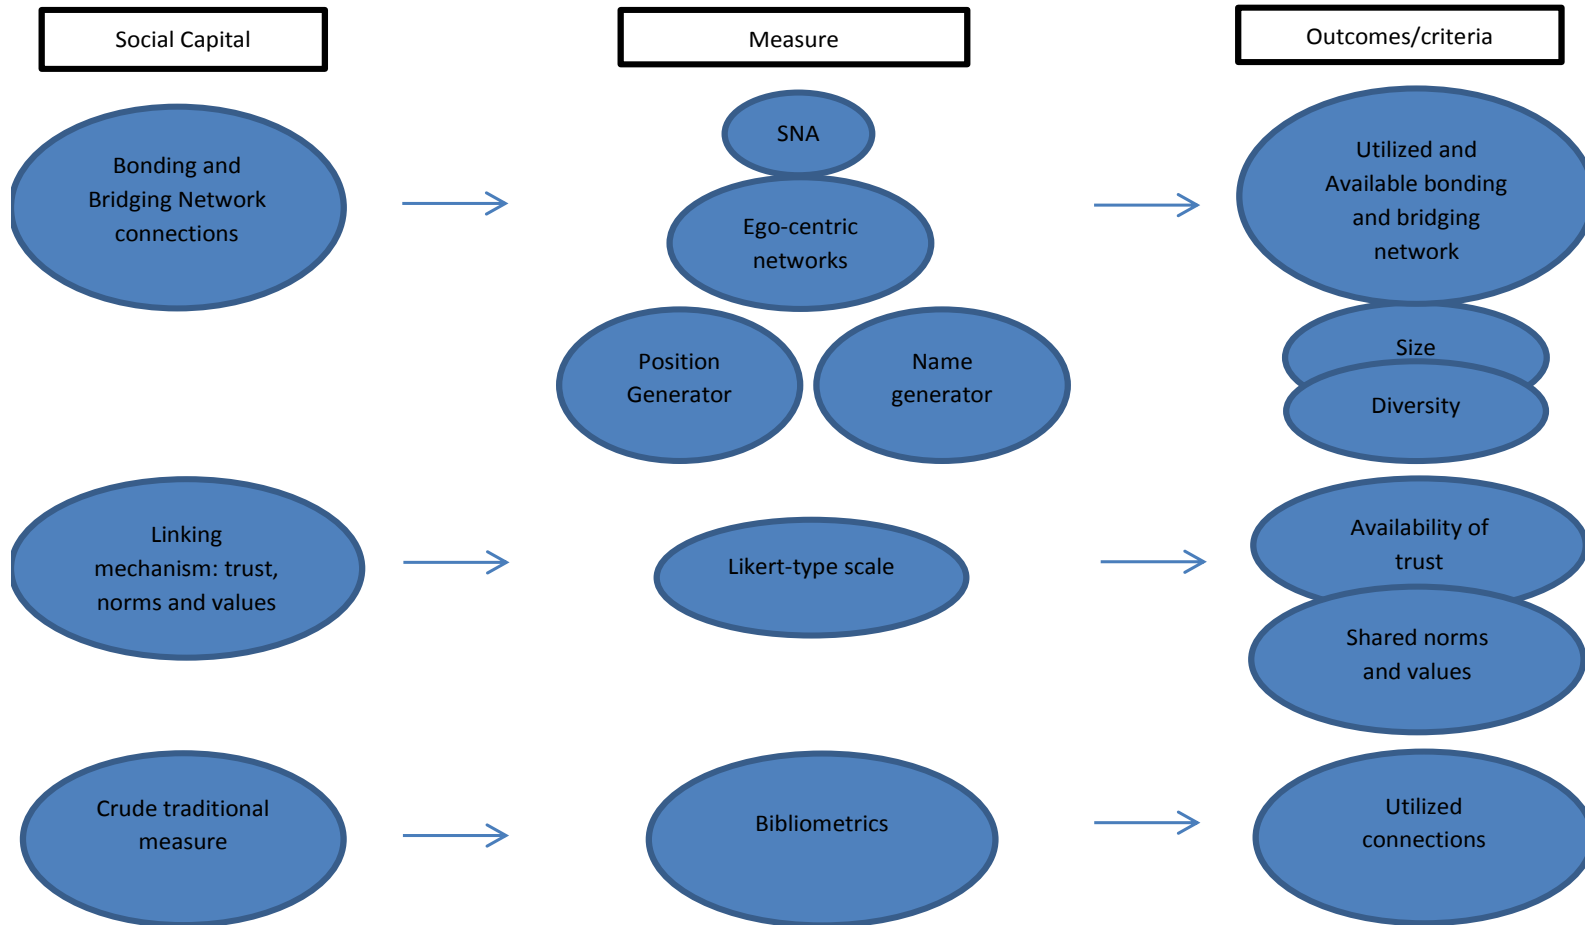 Social Capital
Measure
Outcomes/criteria
Bonding and
Bridging Network
connections
SNA
Ego-centric
networks
Position
Generator
Name
generator
Utilized and
Available bonding
and bridging
network
Size
Diversity
Linking
mechanism: trust,
norms and values
Likert-type scale
Availability of
trust
Shared norms
and values
Crude traditional
measure
Bibliometrics
Utilized
connections